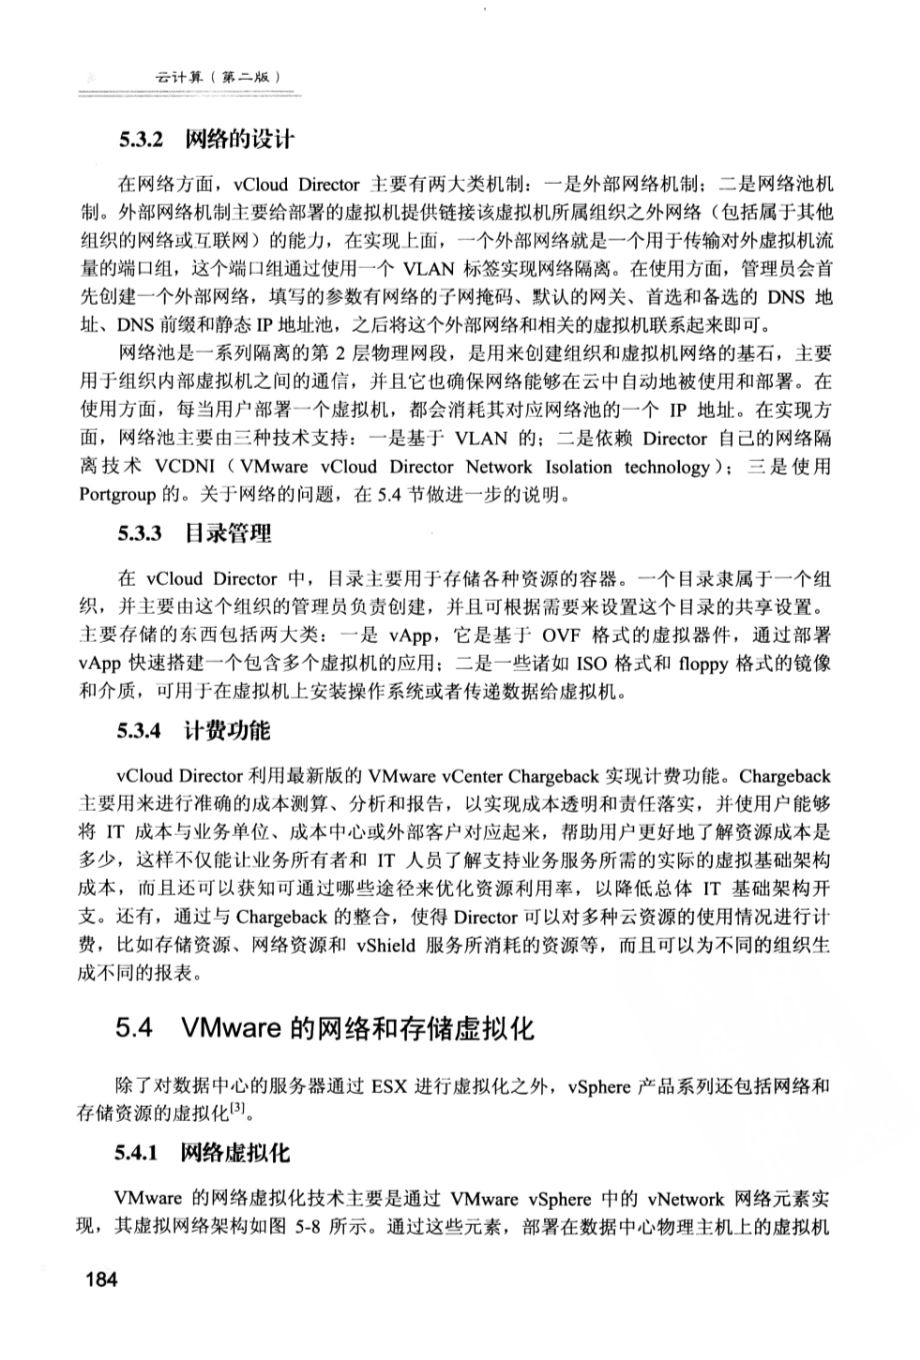 云计算（第二版）
5.3.2 网络的设计
在网络方面，vCloud Director 主要有两大类机制：一是外部网络机制；二是网络池机
制。外部网络机制主要给部署的虚拟机提供链接该虚拟机所属组织之外网络（包括属于其他
组织的网络或互联网）的能力，在实现上面，一个外部网络就是一个用于传输对外虚拟机流
量的端口组，这个端口组通过使用一个 VLAN 标签实现网络隔离。在使用方面，管理员会首
先创建一个外部网络，填写的参数有网络的子网掩码、默认的网关、首选和备选的 DNS 地
址、DNS 前缀和静态 IP 地址池，之后将这个外部网络和相关的虚拟机联系起来即可。
网络池是一系列隔离的第 2 层物理网段，是用来创建组织和虚拟机网络的基石，主要
用于组织内部虚拟机之间的通信，并且它也确保网络能够在云中自动地被使用和部署。在
使用方面，每当用户部署一个虚拟机，都会消耗其对应网络池的一个 IP 地址。在实现方
面，网络池主要由三种技术支持：一是基于 VLAN 的；二是依赖 Director 自己的网络隔
离技术 VCDNI（VMware vCloud Director Network Isolation technology）；三是使用
Portgroup 的。关于网络的问题，在 5.4 节做进一步的说明。
5.3.3 目录管理
在 vCloud Director 中，目录主要用于存储各种资源的容器。一个目录隶属于一个组
织，并主要由这个组织的管理员负责创建，并且可根据需要来设置这个目录的共享设置。
主要存储的东西包括两大类：一是 vApp，它是基于 OVF 格式的虚拟器件，通过部署
vApp 快速搭建一个包含多个虚拟机的应用；二是一些诸如 ISO 格式和 floppy 格式的镜像
和介质，可用于在虚拟机上安装操作系统或者传递数据给虚拟机。
5.3.4 计费功能
vCloud Director 利用最新版的 VMware vCenter Chargeback 实现计费功能。Chargeback
主要用来进行准确的成本测算、分析和报告，以实现成本透明和责任落实，并使用户能够
将 IT 成本与业务单位、成本中心或外部客户对应起来，帮助用户更好地了解资源成本是
多少，这样不仅能让业务所有者和 IT 人员了解支持业务服务所需的实际的虚拟基础架构
成本，而且还可以获知可通过哪些途径来优化资源利用率，以降低总体 IT 基础架构开
支。还有，通过与 Chargeback 的整合，使得 Director 可以对多种云资源的使用情况进行计
费，比如存储资源、网络资源和 vShield 服务所消耗的资源等，而且可以为不同的组织生
成不同的报表。
5.4 VMware 的网络和存储虚拟化
除了对数据中心的服务器通过 ESX 进行虚拟化之外，vSphere 产品系列还包括网络和
存储资源的虚拟化[3]。
5.4.1 网络虚拟化
VMware 的网络虚拟化技术主要是通过 VMware vSphere 中的 vNetwork 网络元素实
现，其虚拟网络架构如图 5-8 所示。通过这些元素，部署在数据中心物理主机上的虚拟机
184